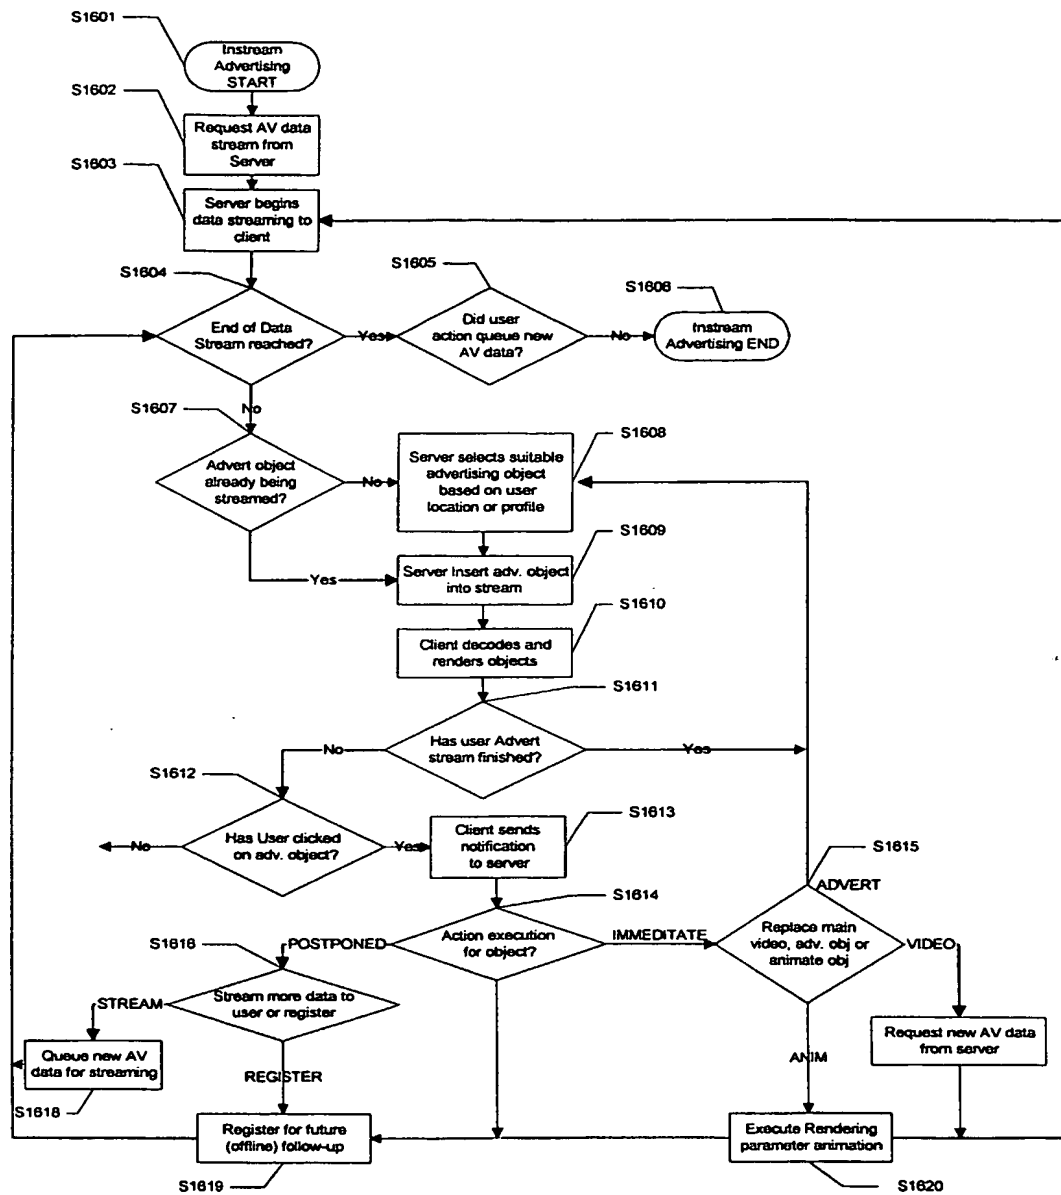 S1601
Instream
Advertising
START
S1602
Request AV data
stream from
Server
S1603
Server begins
data streaming to
client
S1604
End of Data
Stream reached?
Yes
S1605
Did user
action queue new
AV data?
No
S1606
Instream
Advertising END
No
S1607
Advert object
already being
streamed?
No
Server selects suitable
advertising object
based on user
location or profile
S1608
Yes
Server Insert adv. object
into stream
S1609
Client decodes and
renders objects
S1610
S1611
Has user Advert
stream finished?
No
Yes
S1612
Has User clicked
on adv. object?
No
Yes
Client sends
notification
to server
S1613
S1614
Action execution
for object?
POSTPONED
IMMEDITATE
S1615
ADVERT
Replace main
video, adv. obj or
animate obj
VIDEO
Request new AV data
from server
ANIM
S1616
Stream more data to
user or register
STREAM
Queue new AV
data for streaming
S1618
REGISTER
Register for future
(offline) follow-up
S1619
Execute Rendering
parameter animation
S1620